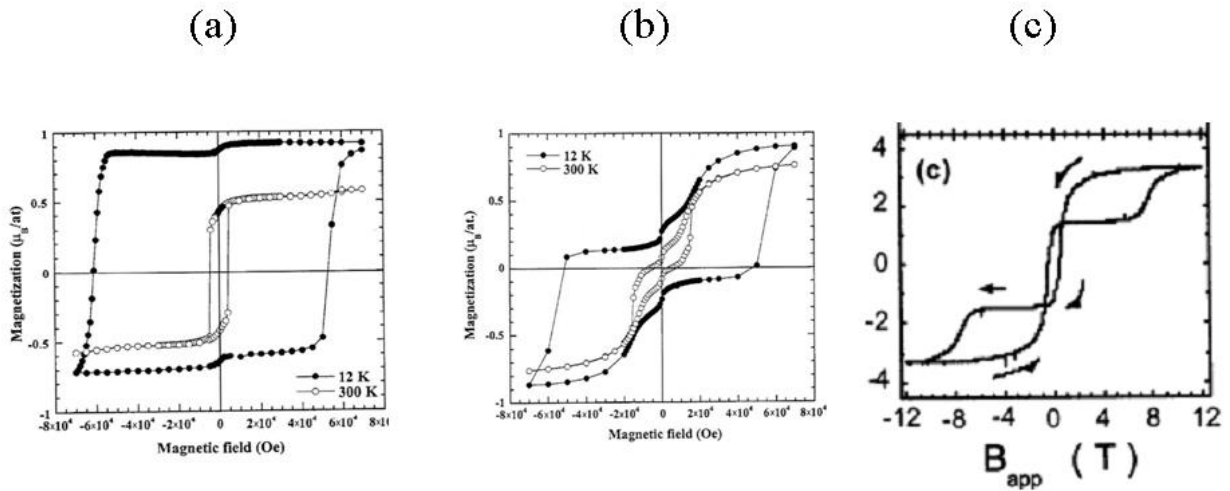 (a)
(b)
(c)
Magnetization (μB/at)
1
0.5
0
-0.5
-1
12 K
300 K
-8×10⁴ -6×10⁴ -4×10⁴ -2×10⁴ 0 2×10⁴ 4×10⁴ 6×10⁴ 8×10
Magnetic field (Oe)
Magnetization (μB/at.)
1
0.5
0
-0.5
-1
12 K
300 K
-8×10⁴ -6×10⁴ -4×10⁴ -2×10⁴ 0 2×10⁴ 4×10⁴ 6×10⁴ 8×10⁴
Magnetic field (Oe)
(c)
4
2
0
-2
-4
-12 -8 -4 0 4 8 12
Bapp (T)